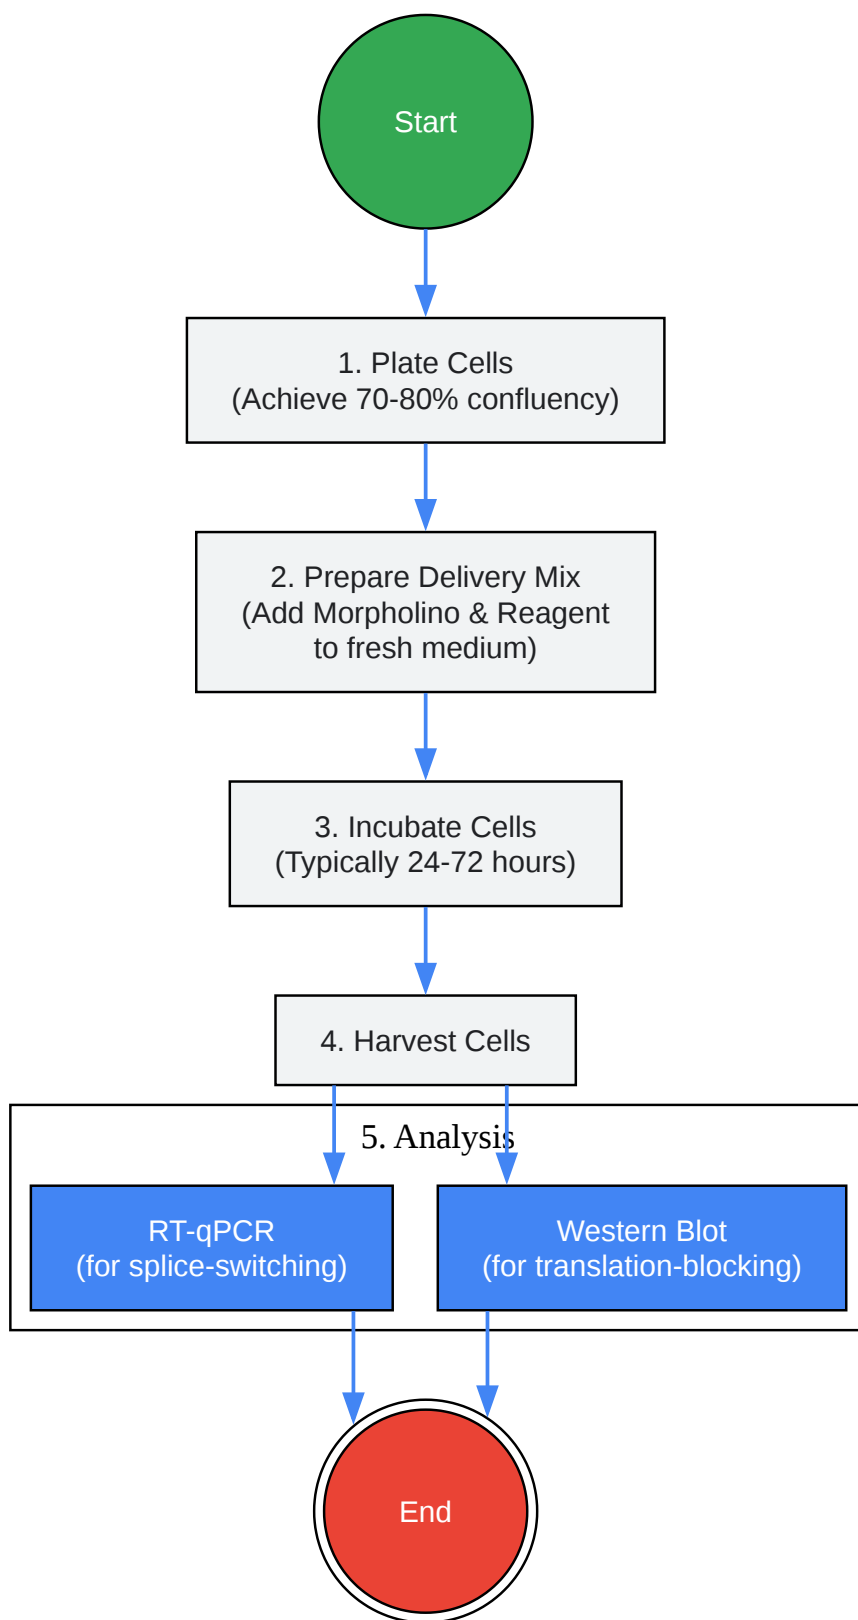 Start
1. Plate Cells
(Achieve 70-80% confluency)
2. Prepare Delivery Mix
(Add Morpholino & Reagent
to fresh medium)
3. Incubate Cells
(Typically 24-72 hours)
4. Harvest Cells
5. Analysis
RT-qPCR
(for splice-switching)
Western Blot
(for translation-blocking)
End